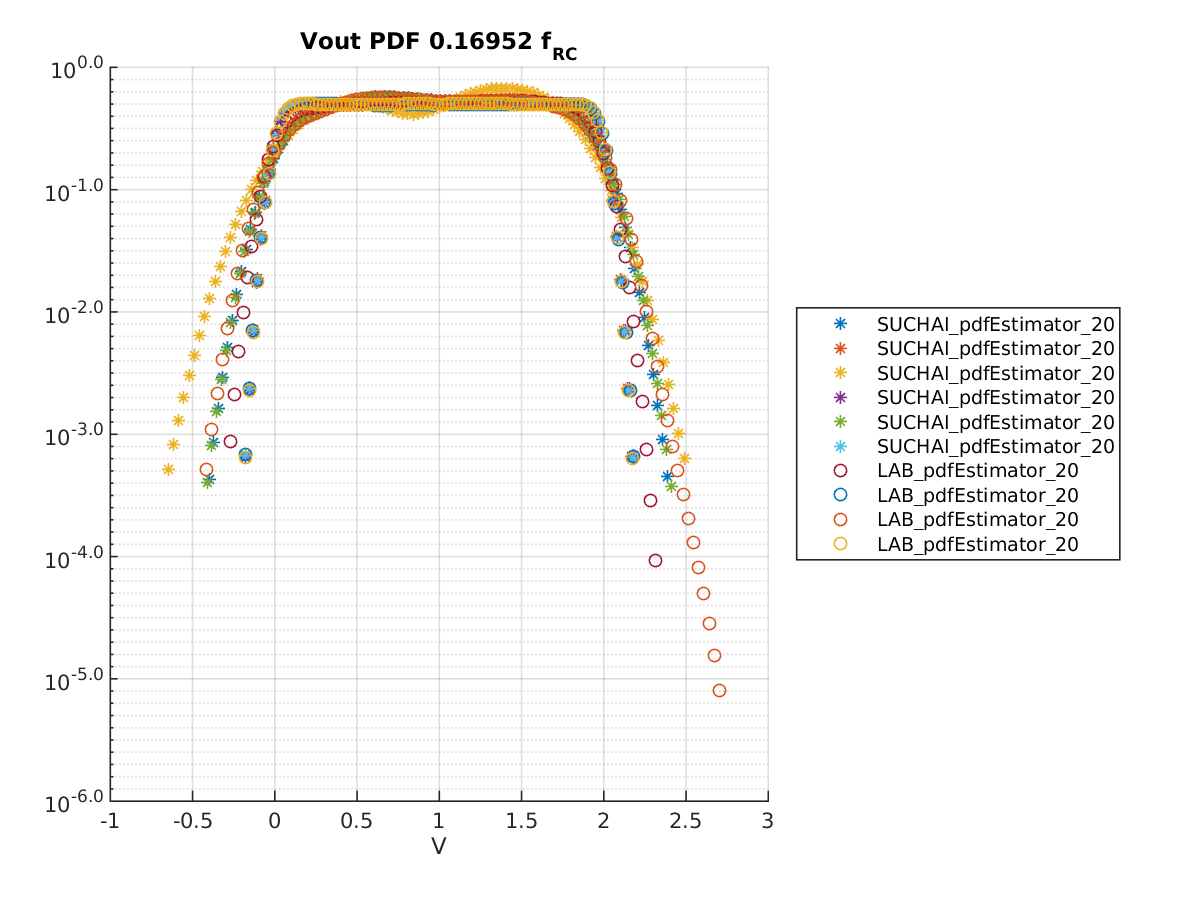 Vout PDF 0.16952 f_RC
10^0.0
10^-1.0
10^-2.0
10^-3.0
10^-4.0
10^-5.0
10^-6.0
-1 -0.5 0 0.5 1 1.5 2 2.5 3
V
SUCHAI_pdfEstimator_20
SUCHAI_pdfEstimator_20
SUCHAI_pdfEstimator_20
SUCHAI_pdfEstimator_20
SUCHAI_pdfEstimator_20
SUCHAI_pdfEstimator_20
LAB_pdfEstimator_20
LAB_pdfEstimator_20
LAB_pdfEstimator_20
LAB_pdfEstimator_20